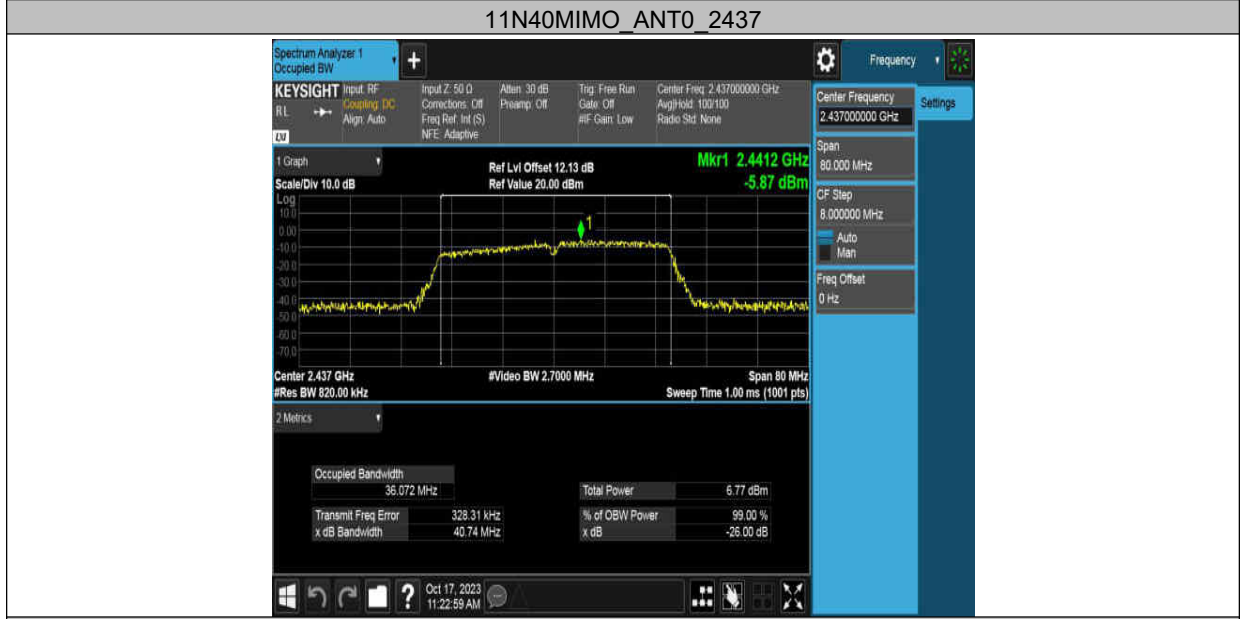 11N40MIMO_ANT0_2437
Spectrum Analyzer 1
Occupied BW
+
Frequency
KEYSIGHT
RL
LXI
Input: RF
Coupling: DC
Align: Auto
Input Z: 50 Ω
Corrections: Off
Freq Ref: Int (S)
NFE: Adaptive
Atten: 30 dB
Preamp: Off
Trig: Free Run
Gate: Off
#IF Gain: Low
Center Freq: 2.437000000 GHz
Avg|Hold: 100/100
Radio Std: None
Center Frequency
2.437000000 GHz
Settings
Span
80.000 MHz
CF Step
8.000000 MHz
Auto
Man
Freq Offset
0 Hz
1 Graph
Scale/Div 10.0 dB
Ref Lvl Offset 12.13 dB
Ref Value 20.00 dBm
Mkr1 2.4412 GHz
-5.87 dBm
Log
10.0
0.00
-10.0
-20.0
-30.0
-40.0
-50.0
-60.0
-70.0
1
Center 2.437 GHz
#Res BW 820.00 kHz
#Video BW 2.7000 MHz
Span 80 MHz
Sweep Time 1.00 ms (1001 pts)
2 Metrics
Occupied Bandwidth
36.072 MHz
Total Power 6.77 dBm
Transmit Freq Error 328.31 kHz
% of OBW Power 99.00 %
x dB Bandwidth 40.74 MHz
x dB -26.00 dB
?
Oct 17, 2023
11:22:59 AM